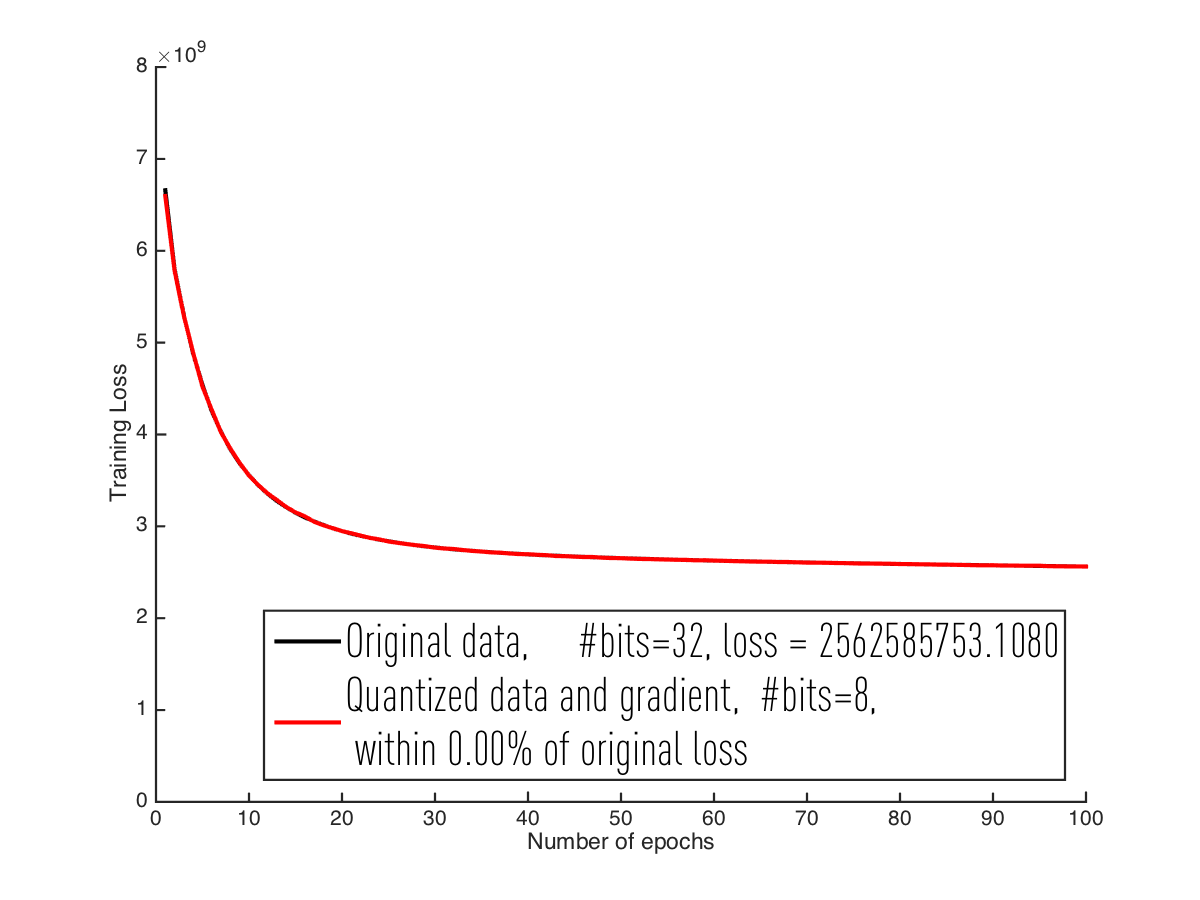 ×10^9
8
7
6
5
4
3
2
1
0
Training Loss
Original data, #bits=32, loss = 2562585753.1080
Quantized data and gradient, #bits=8,
within 0.00% of original loss
0 10 20 30 40 50 60 70 80 90 100
Number of epochs